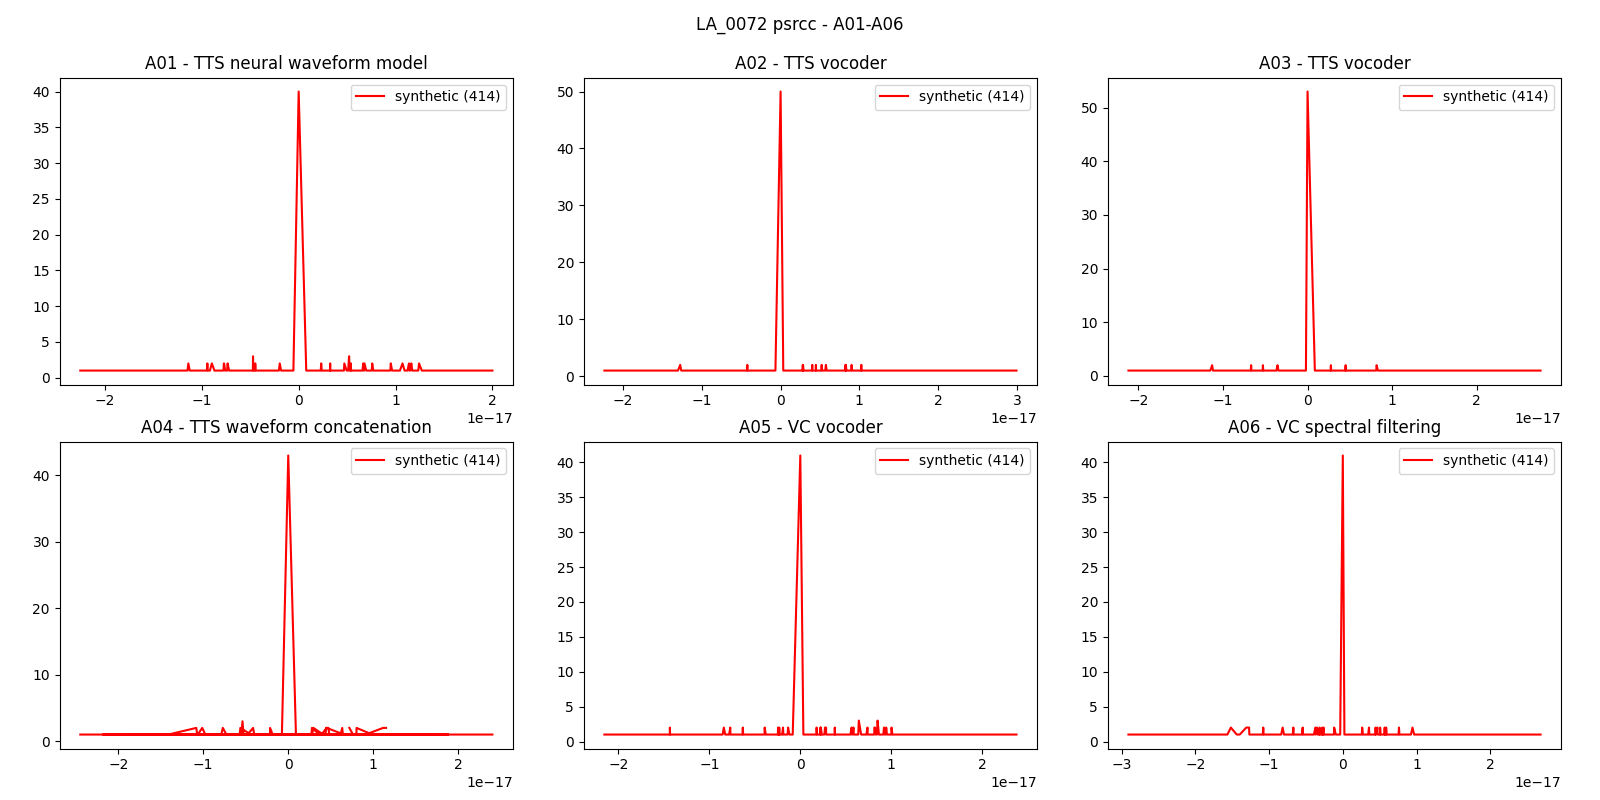 LA_0072 psrcc - A01-A06
A01 - TTS neural waveform model
synthetic (414)
40
35
30
25
20
15
10
5
0
−2 −1 0 1 2
1e−17
A02 - TTS vocoder
synthetic (414)
50
40
30
20
10
0
−2 −1 0 1 2 3
1e−17
A03 - TTS vocoder
synthetic (414)
50
40
30
20
10
0
−2 −1 0 1 2
1e−17
A04 - TTS waveform concatenation
synthetic (414)
40
30
20
10
0
−2 −1 0 1 2
1e−17
A05 - VC vocoder
synthetic (414)
40
35
30
25
20
15
10
5
0
−2 −1 0 1 2
1e−17
A06 - VC spectral filtering
synthetic (414)
40
35
30
25
20
15
10
5
0
−3 −2 −1 0 1 2
1e−17